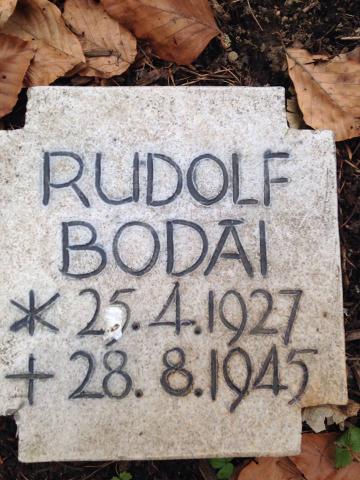 RUDOLF
BODAI
* 25.4.1927
+ 28.8.1945